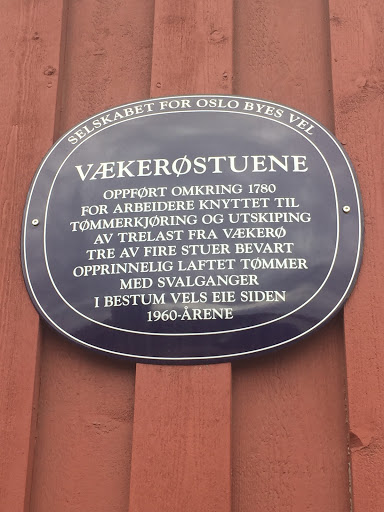 SELSKABET FOR OSLO BYES VEL
VÆKERØSTUENE
OPPFØRT OMKRING 1780
FOR ARBEIDERE KNYTTET TIL
TØMMERKJØRING OG UTSKIPING
AV TRELAST FRA VÆKERØ
TRE AV FIRE STUER BEVART
OPPRINNELIG LAFTET TØMMER
MED SVALGANGER
I BESTUM VELS EIE SIDEN
1960-ÅRENE